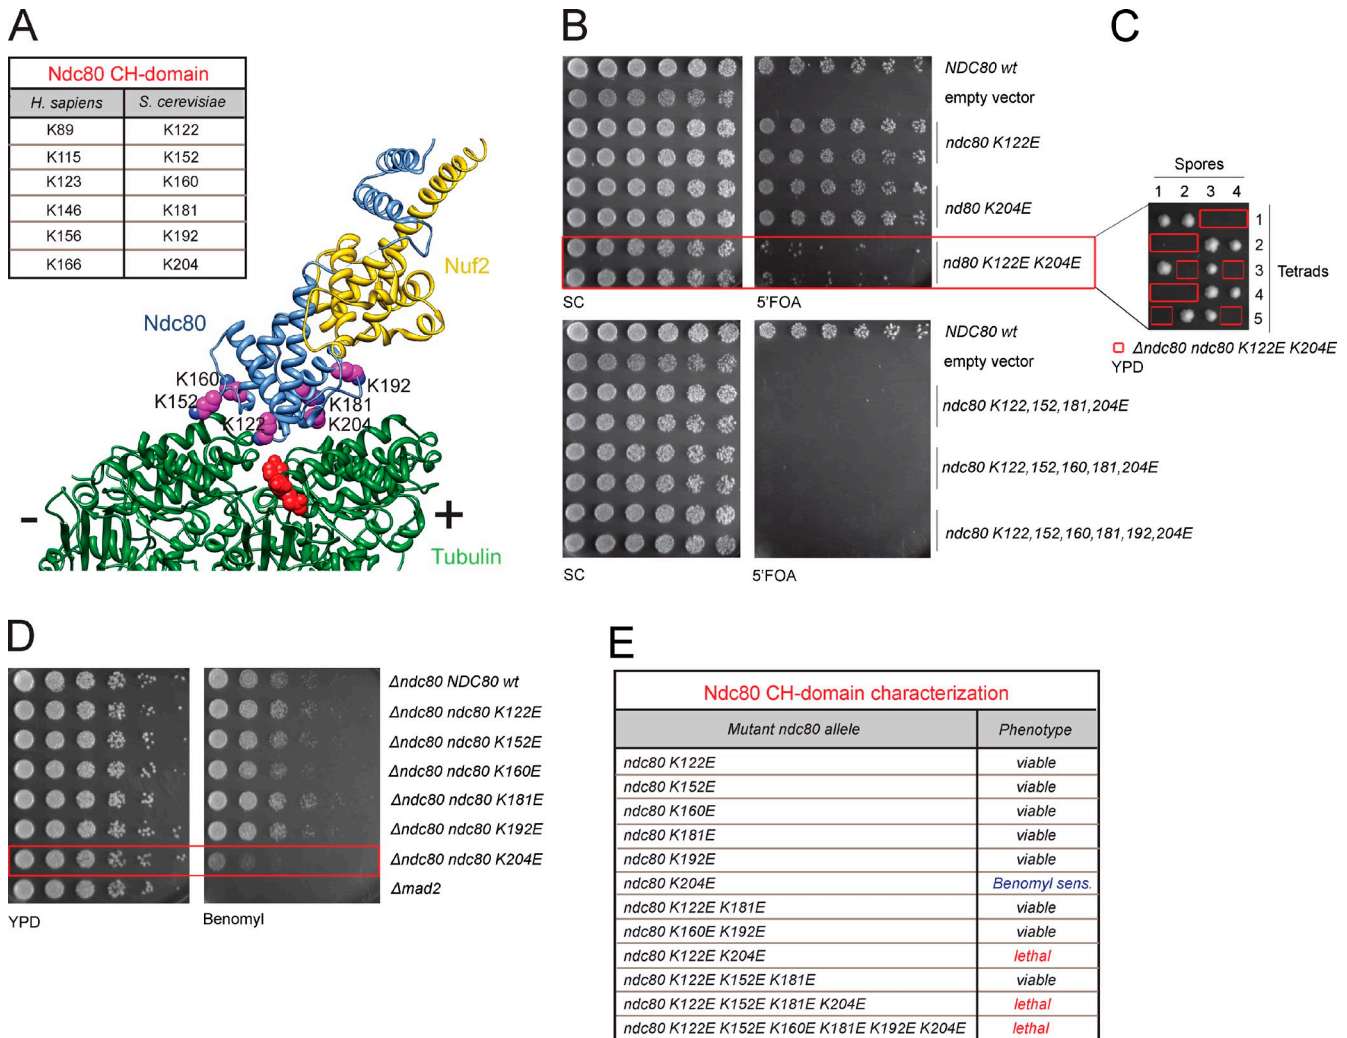 A
Ndc80 CH-domain
H. sapiens S. cerevisiae
K89 K122
K115 K152
K123 K160
K146 K181
K156 K192
K166 K204
Nuf2
Ndc80
K160
K152
K122
K192
K181
K204
-
+
Tubulin
B
NDC80 wt
empty vector
ndc80 K122E
nd80 K204E
nd80 K122E K204E
SC
5'FOA
NDC80 wt
empty vector
ndc80 K122,152,181,204E
ndc80 K122,152,160,181,204E
ndc80 K122,152,160,181,192,204E
SC
5'FOA
C
Spores
1 2 3 4
1
2
3
4
5
Tetrads
Δndc80 ndc80 K122E K204E
YPD
D
Δndc80 NDC80 wt
Δndc80 ndc80 K122E
Δndc80 ndc80 K152E
Δndc80 ndc80 K160E
Δndc80 ndc80 K181E
Δndc80 ndc80 K192E
Δndc80 ndc80 K204E
Δmad2
YPD
Benomyl
E
Ndc80 CH-domain characterization
Mutant ndc80 allele Phenotype
ndc80 K122E viable
ndc80 K152E viable
ndc80 K160E viable
ndc80 K181E viable
ndc80 K192E viable
ndc80 K204E Benomyl sens.
ndc80 K122E K181E viable
ndc80 K160E K192E viable
ndc80 K122E K204E lethal
ndc80 K122E K152E K181E viable
ndc80 K122E K152E K181E K204E lethal
ndc80 K122E K152E K160E K181E K192E K204E lethal